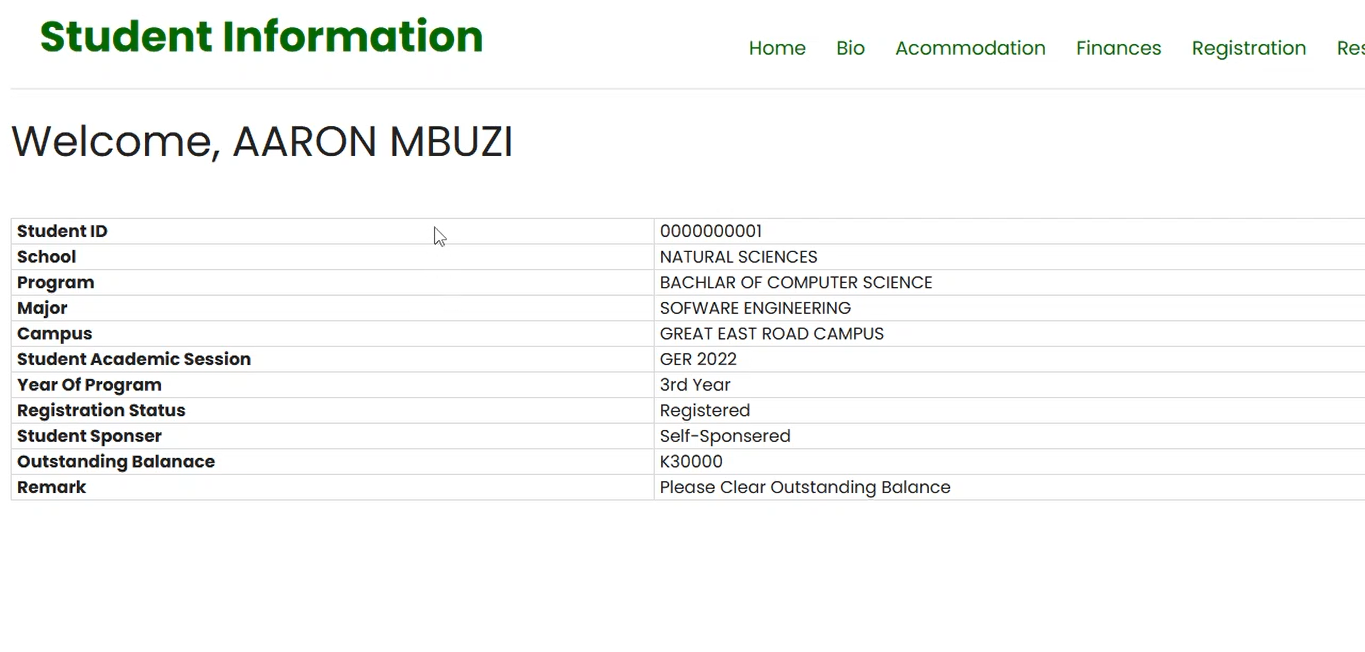 Student Information
Home Bio Acommodation Finances Registration Res
Welcome, AARON MBUZI
Student ID 0000000001
School NATURAL SCIENCES
Program BACHLAR OF COMPUTER SCIENCE
Major SOFWARE ENGINEERING
Campus GREAT EAST ROAD CAMPUS
Student Academic Session GER 2022
Year Of Program 3rd Year
Registration Status Registered
Student Sponser Self-Sponsered
Outstanding Balanace K30000
Remark Please Clear Outstanding Balance